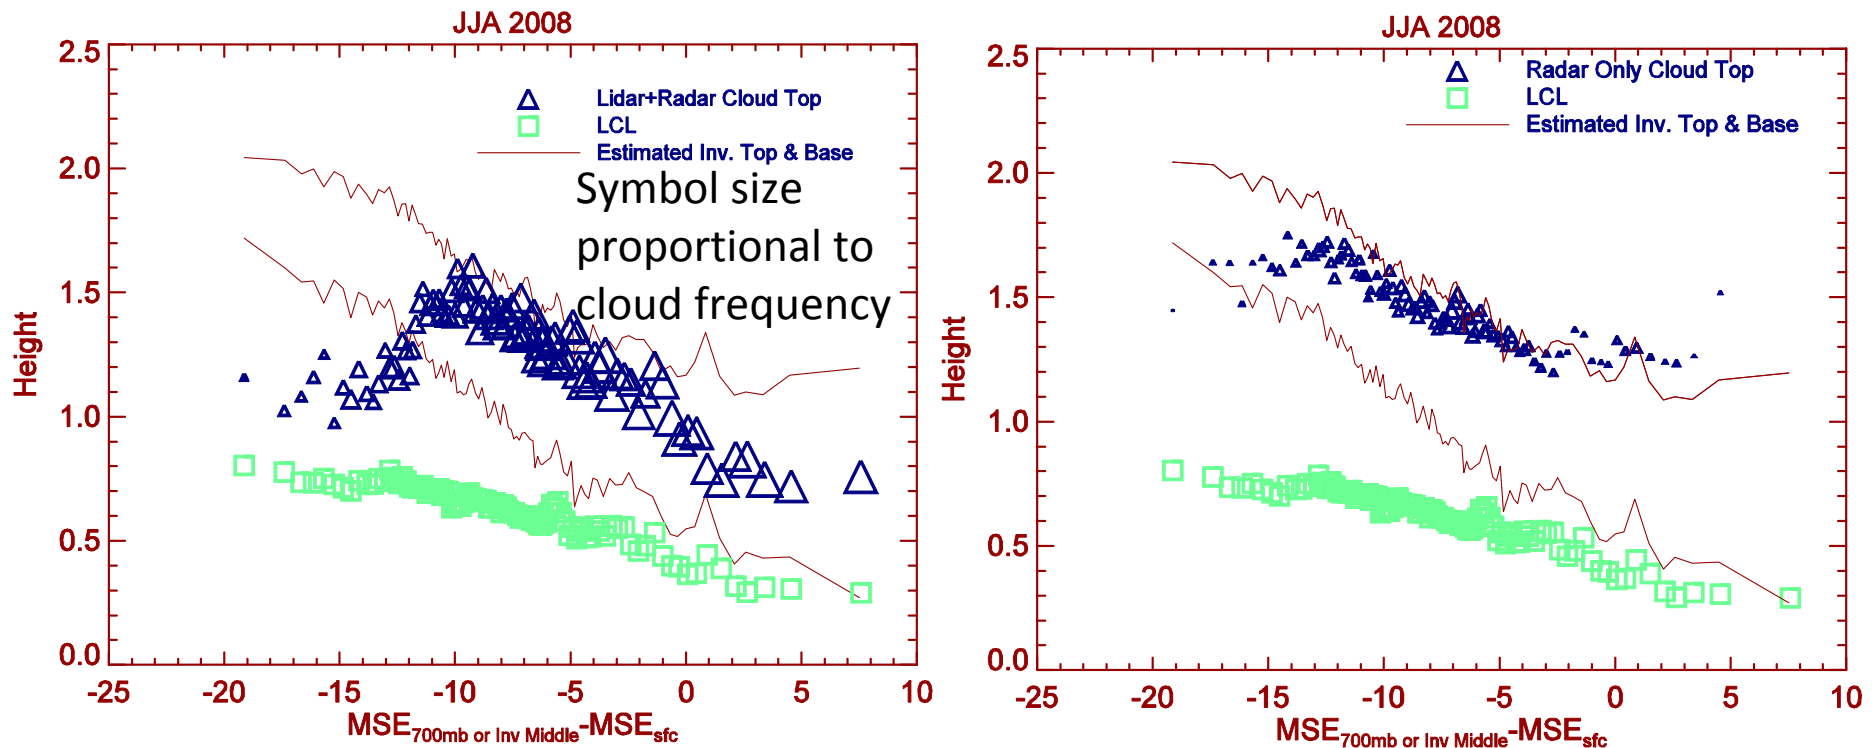 JJA 2008
2.5
2.0
1.5
1.0
0.5
0.0
Height
Lidar+Radar Cloud Top
LCL
Estimated Inv. Top & Base
Symbol size
proportional to
cloud frequency
-25 -20 -15 -10 -5 0 5 10
MSE700mb or Inv Middle-MSEsfc
JJA 2008
2.5
2.0
1.5
1.0
0.5
0.0
Height
Radar Only Cloud Top
LCL
Estimated Inv. Top & Base
-25 -20 -15 -10 -5 0 5 10
MSE700mb or Inv Middle-MSEsfc